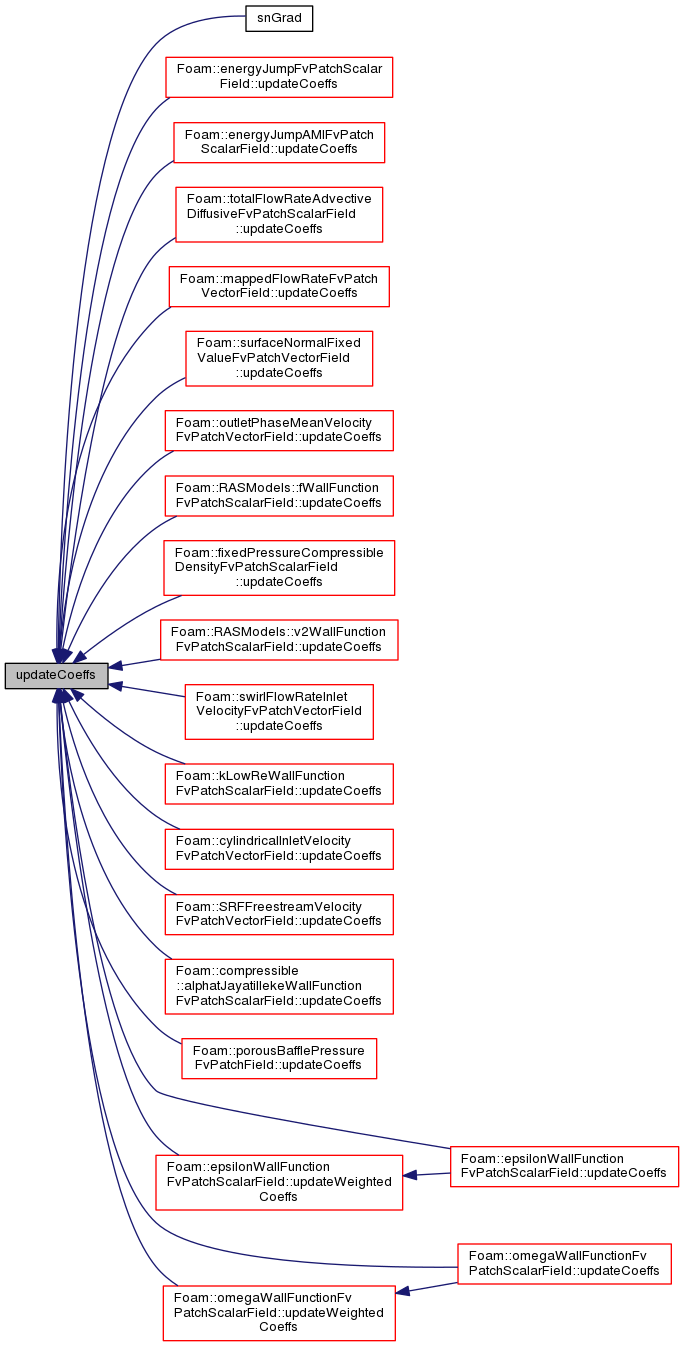 snGrad
Foam::energyJumpFvPatchScalar
Field::updateCoeffs
Foam::energyJumpAMIFvPatch
ScalarField::updateCoeffs
Foam::totalFlowRateAdvective
DiffusiveFvPatchScalarField
::updateCoeffs
Foam::mappedFlowRateFvPatch
VectorField::updateCoeffs
Foam::surfaceNormalFixed
ValueFvPatchVectorField
::updateCoeffs
Foam::outletPhaseMeanVelocity
FvPatchVectorField::updateCoeffs
Foam::RASModels::fWallFunction
FvPatchScalarField::updateCoeffs
Foam::fixedPressureCompressible
DensityFvPatchScalarField
::updateCoeffs
Foam::RASModels::v2WallFunction
FvPatchScalarField::updateCoeffs
updateCoeffs
Foam::swirlFlowRateInlet
VelocityFvPatchVectorField
::updateCoeffs
Foam::kLowReWallFunction
FvPatchScalarField::updateCoeffs
Foam::cylindricalInletVelocity
FvPatchVectorField::updateCoeffs
Foam::SRFFreestreamVelocity
FvPatchVectorField::updateCoeffs
Foam::compressible
::alphatJayatillekeWallFunction
FvPatchScalarField::updateCoeffs
Foam::porousBafflePressure
FvPatchField::updateCoeffs
Foam::epsilonWallFunction
FvPatchScalarField::updateCoeffs
Foam::epsilonWallFunction
FvPatchScalarField::updateWeighted
Coeffs
Foam::omegaWallFunctionFv
PatchScalarField::updateCoeffs
Foam::omegaWallFunctionFv
PatchScalarField::updateWeighted
Coeffs